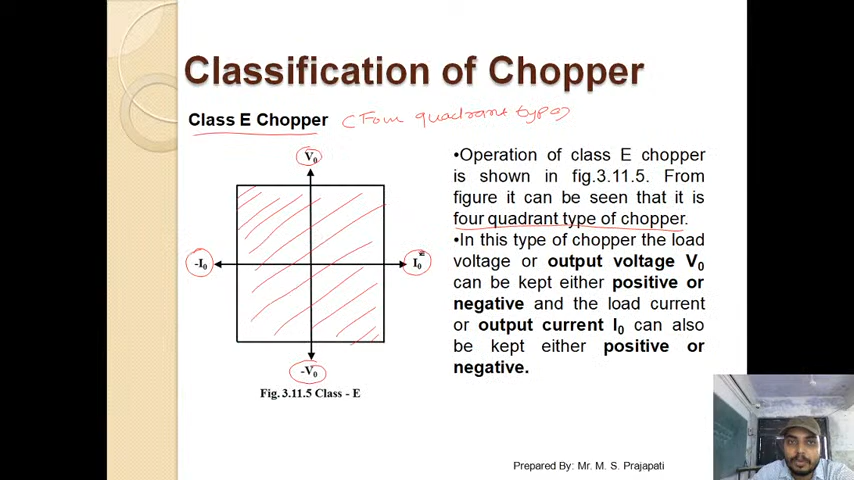 Classification of Chopper
Class E Chopper (Four quadrant type)
V0
-I0
I0
-V0
Fig. 3.11.5 Class - E
•Operation of class E chopper
is shown in fig.3.11.5. From
figure it can be seen that it is
four quadrant type of chopper.
•In this type of chopper the load
voltage or output voltage V0
can be kept either positive or
negative and the load current
or output current I0 can also
be kept either positive or
negative.
Prepared By: Mr. M. S. Prajapati